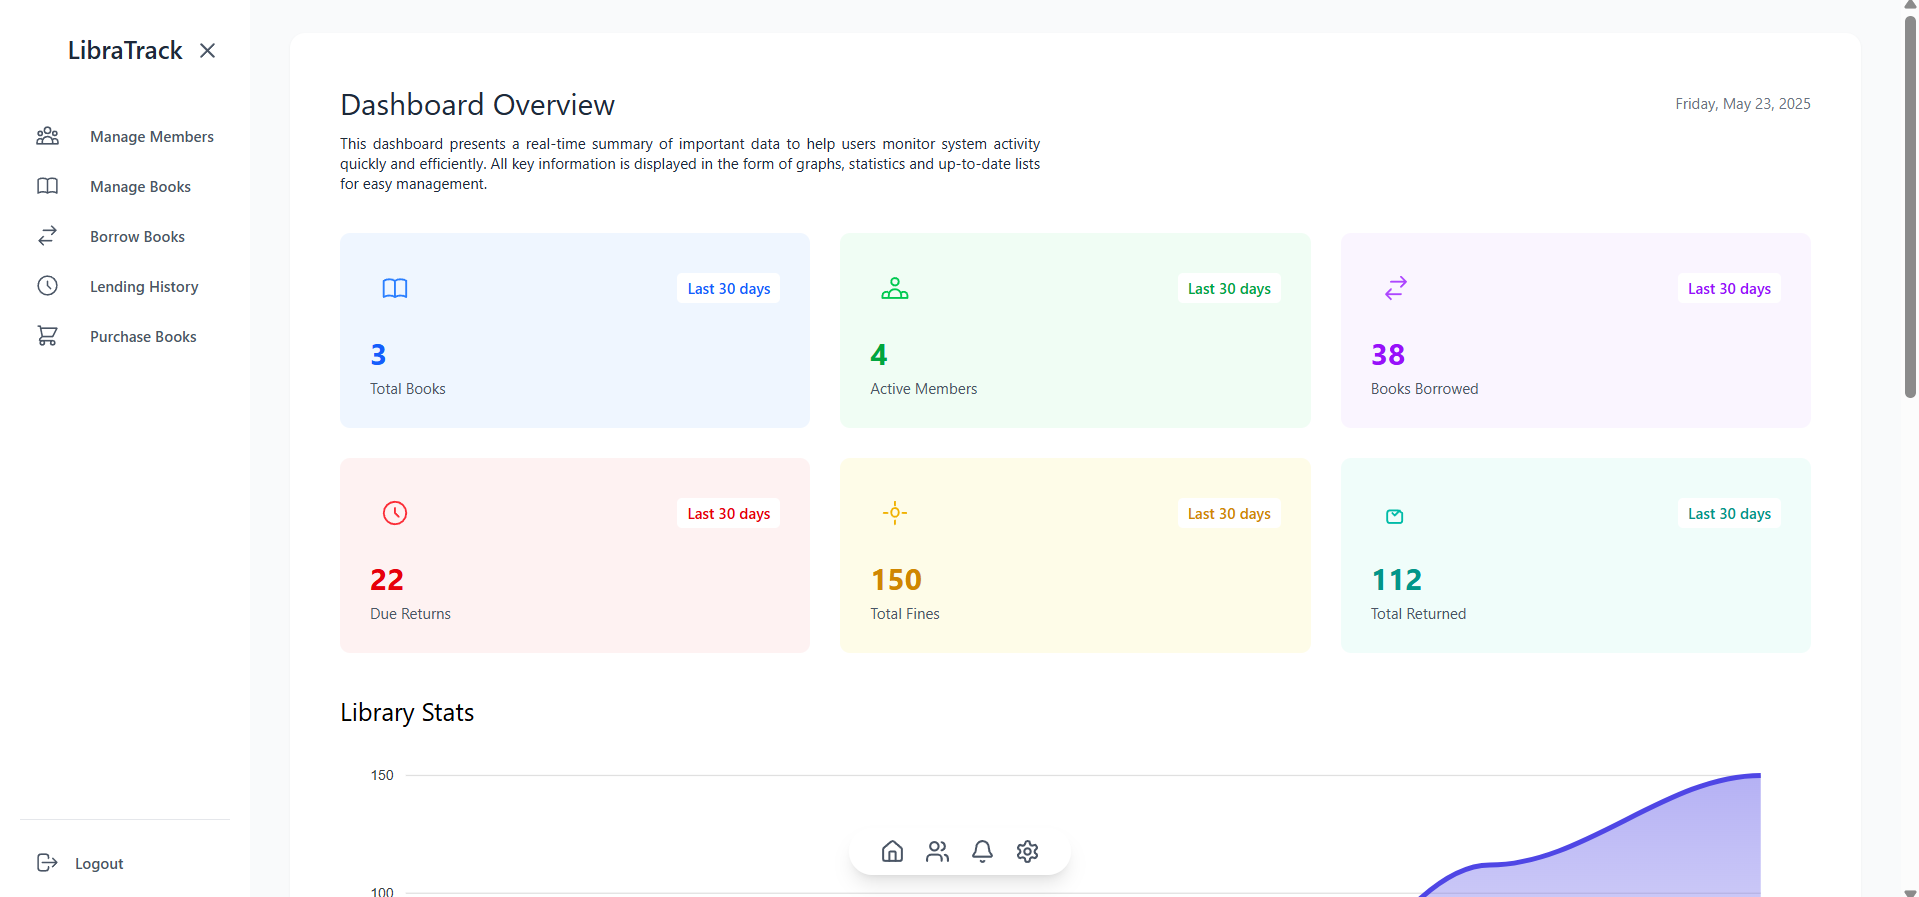 LibraTrack
Manage Members
Manage Books
Borrow Books
Lending History
Purchase Books
Logout
Dashboard Overview
Friday, May 23, 2025
This dashboard presents a real-time summary of important data to help users monitor system activity
quickly and efficiently. All key information is displayed in the form of graphs, statistics and up-to-date lists
for easy management.
Last 30 days
3
Total Books
Last 30 days
4
Active Members
Last 30 days
38
Books Borrowed
Last 30 days
22
Due Returns
Last 30 days
150
Total Fines
Last 30 days
112
Total Returned
Library Stats
150
100